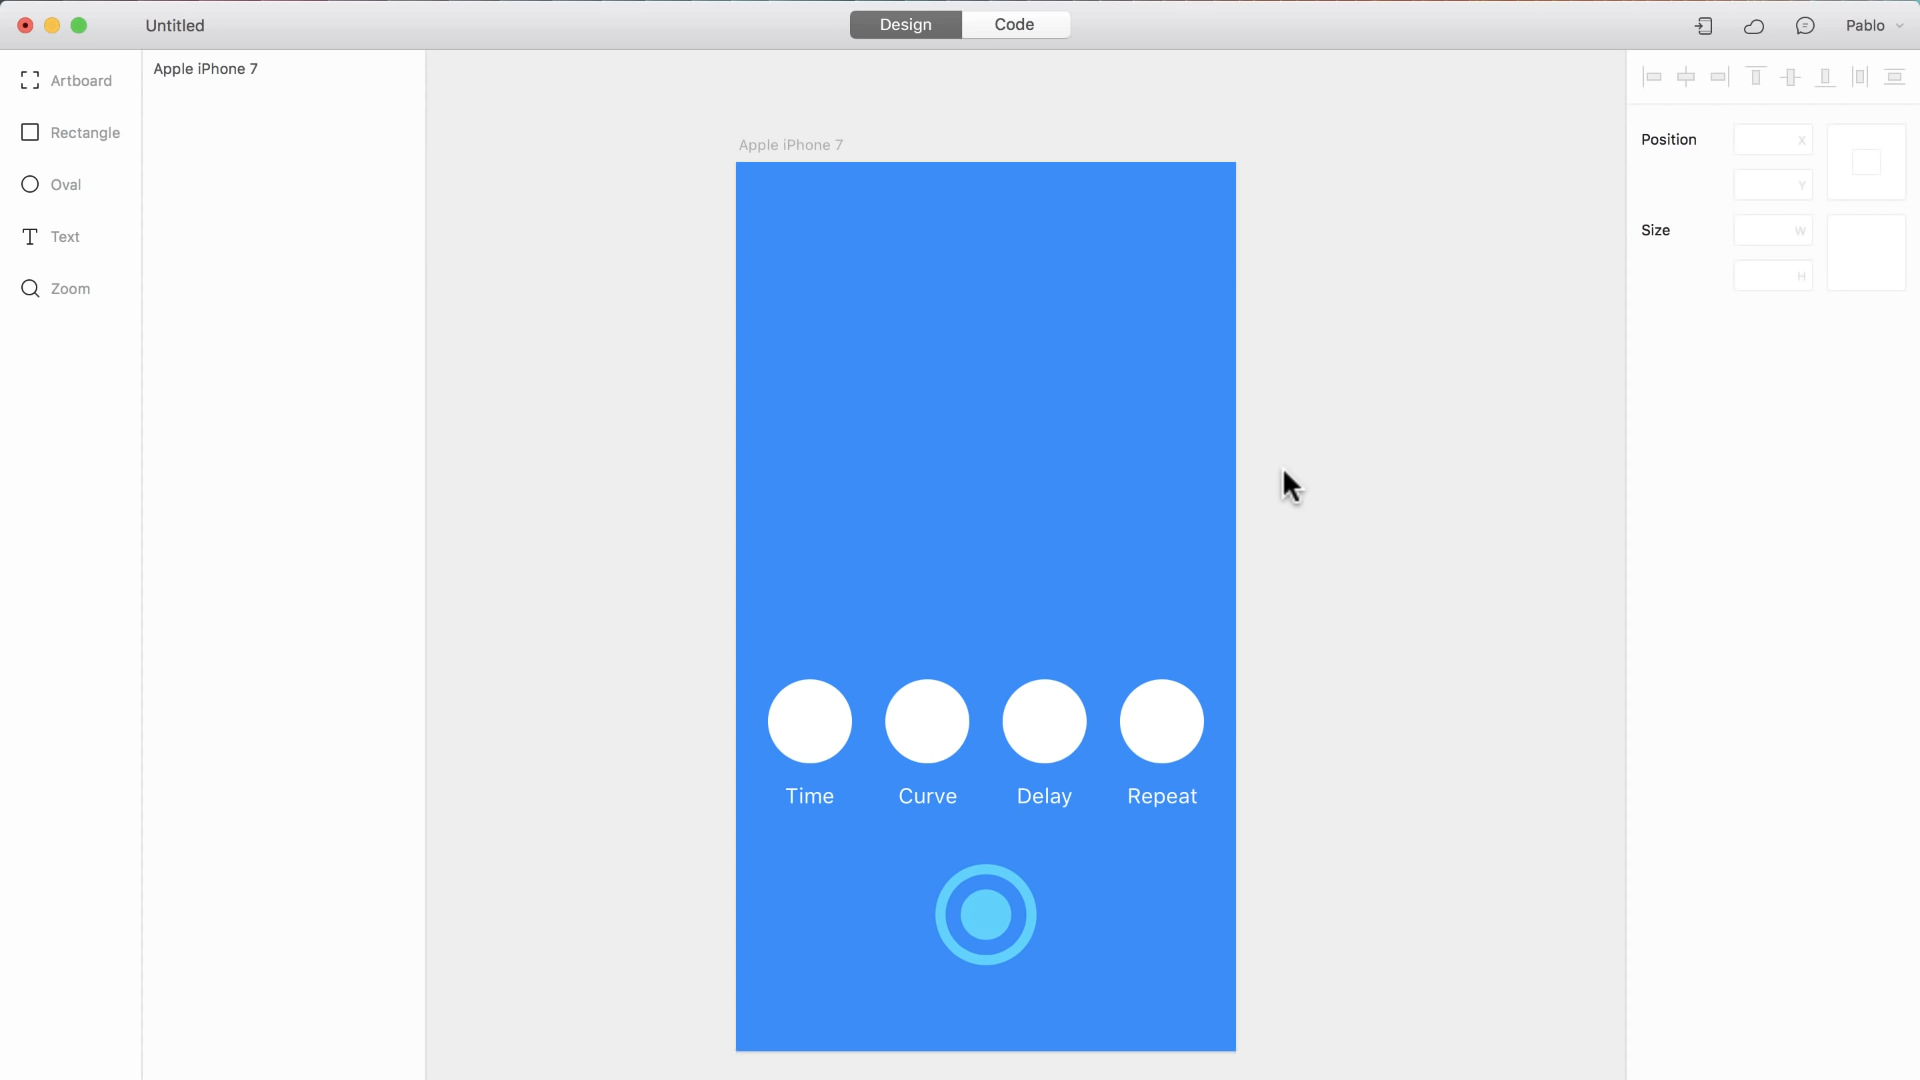 Untitled
Design
Code
Pablo
Artboard
Rectangle
Oval
Text
Zoom
Apple iPhone 7
Apple iPhone 7
Time
Curve
Delay
Repeat
Position
X
Y
Size
W
H